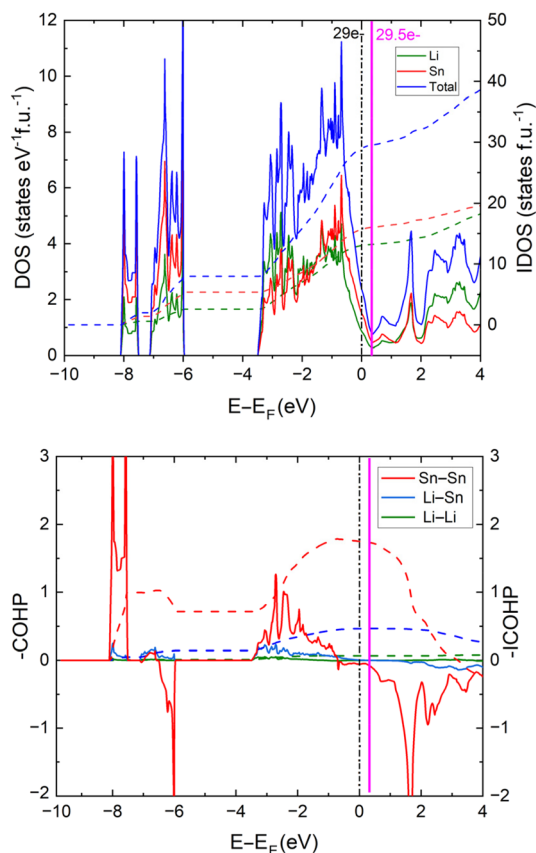 29e- 29.5e-
12 50
Li
Sn
Total
10 40
8 30
6 20
4 10
2 0
0
DOS (states eV⁻¹f.u.⁻¹)
IDOS (states f.u.⁻¹)
−10 −8 −6 −4 −2 0 2 4
E−E_F(eV)
3 3
Sn–Sn
Li–Sn
Li–Li
2 2
1 1
0 0
−1 -1
−2 -2
-COHP
-ICOHP
−10 −8 −6 −4 −2 0 2 4
E−E_F(eV)